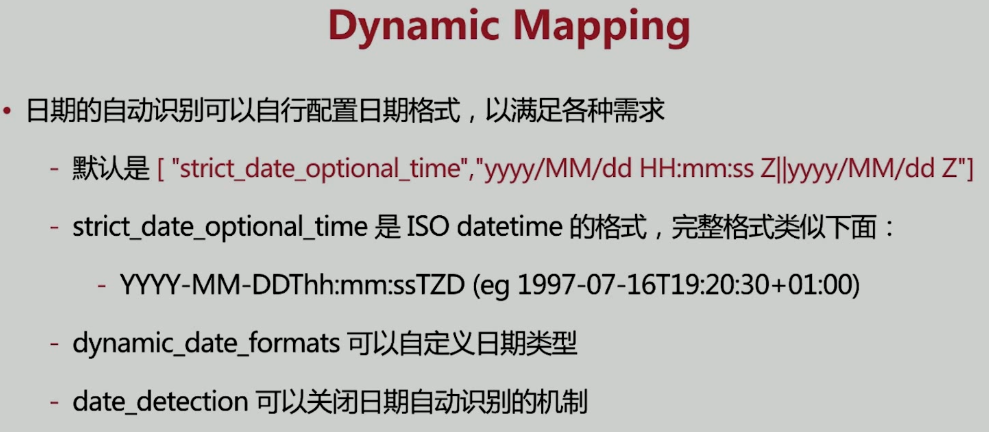 Dynamic Mapping
• 日期的自动识别可以自行配置日期格式，以满足各种需求
- 默认是 [ "strict_date_optional_time","yyyy/MM/dd HH:mm:ss Z||yyyy/MM/dd Z"]
- strict_date_optional_time 是 ISO datetime 的格式，完整格式类似下面：
- YYYY-MM-DDThh:mm:ssTZD (eg 1997-07-16T19:20:30+01:00)
- dynamic_date_formats 可以自定义日期类型
- date_detection 可以关闭日期自动识别的机制